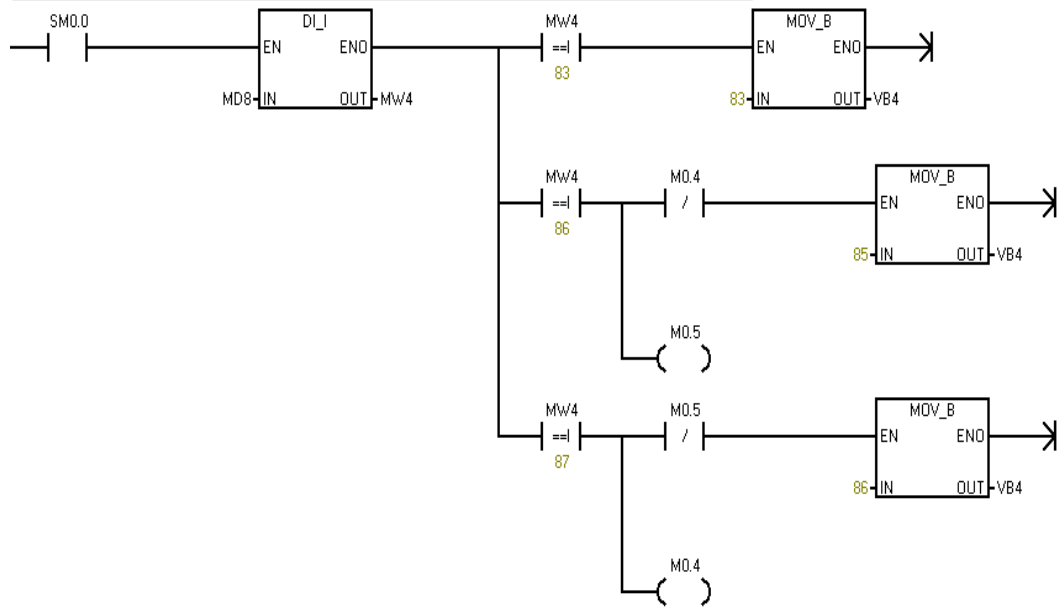 SM0.0 DI_I MW4 MOV_B
EN ENO ==I EN ENO
83
MD8 IN OUT MW4 83 IN OUT VB4
MW4 M0.4 MOV_B
==I / EN ENO
86
85 IN OUT VB4
M0.5
MW4 M0.5 MOV_B
==I / EN ENO
87
86 IN OUT VB4
M0.4